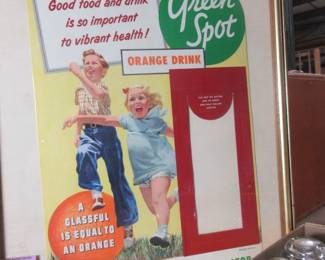 Good food and drink
is so important
to vibrant health!
Green
Spot
ORANGE DRINK
A
GLASSFUL
IS EQUAL TO
AN ORANGE